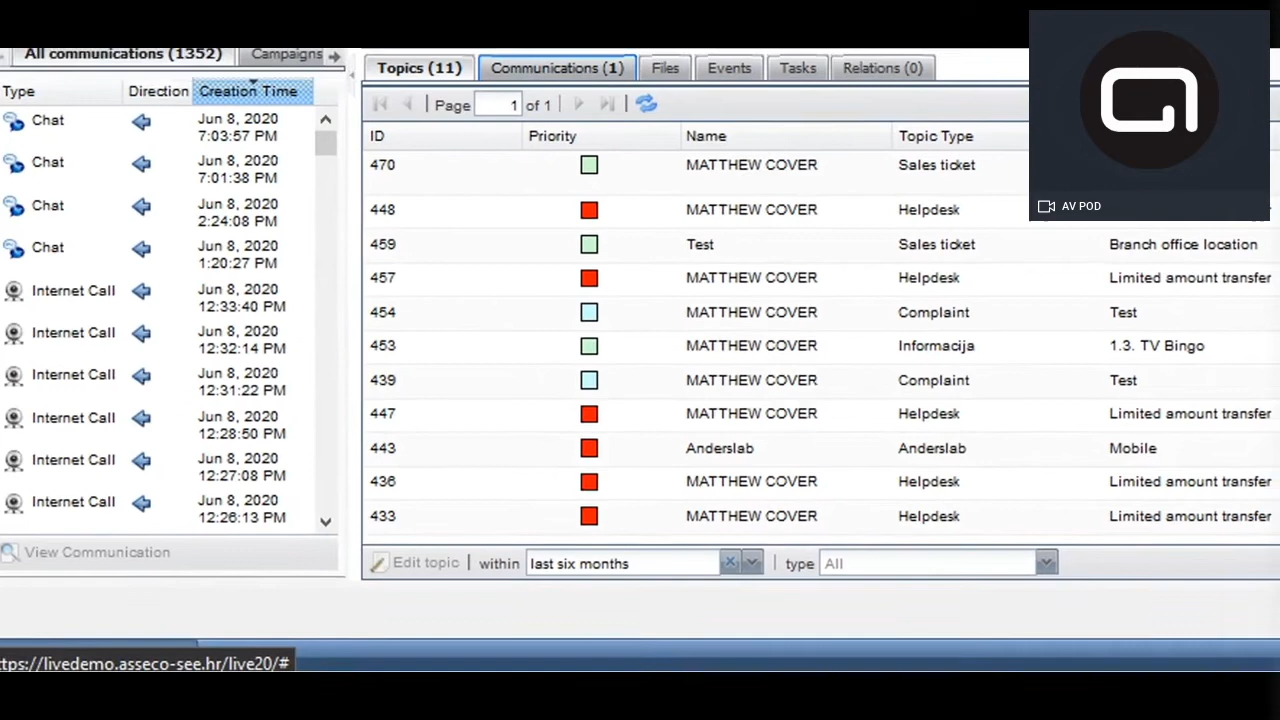 All communications (1352) Campaigns
Type Direction Creation Time
Chat Jun 8, 2020
7:03:57 PM
Chat Jun 8, 2020
7:01:38 PM
Chat Jun 8, 2020
2:24:08 PM
Chat Jun 8, 2020
1:20:27 PM
Internet Call Jun 8, 2020
12:33:40 PM
Internet Call Jun 8, 2020
12:32:14 PM
Internet Call Jun 8, 2020
12:31:22 PM
Internet Call Jun 8, 2020
12:28:50 PM
Internet Call Jun 8, 2020
12:27:08 PM
Internet Call Jun 8, 2020
12:26:13 PM
View Communication
Topics (11) Communications (1) Files Events Tasks Relations (0)
Page 1 of 1
ID Priority Name Topic Type
470 MATTHEW COVER Sales ticket
448 MATTHEW COVER Helpdesk
459 Test Sales ticket Branch office location
457 MATTHEW COVER Helpdesk Limited amount transfer
454 MATTHEW COVER Complaint Test
453 MATTHEW COVER Informacija 1.3. TV Bingo
439 MATTHEW COVER Complaint Test
447 MATTHEW COVER Helpdesk Limited amount transfer
443 Anderslab Anderslab Mobile
436 MATTHEW COVER Helpdesk Limited amount transfer
433 MATTHEW COVER Helpdesk Limited amount transfer
Edit topic within last six months type All
AV POD
ttps://livedemo.asseco-see.hr/live20/#